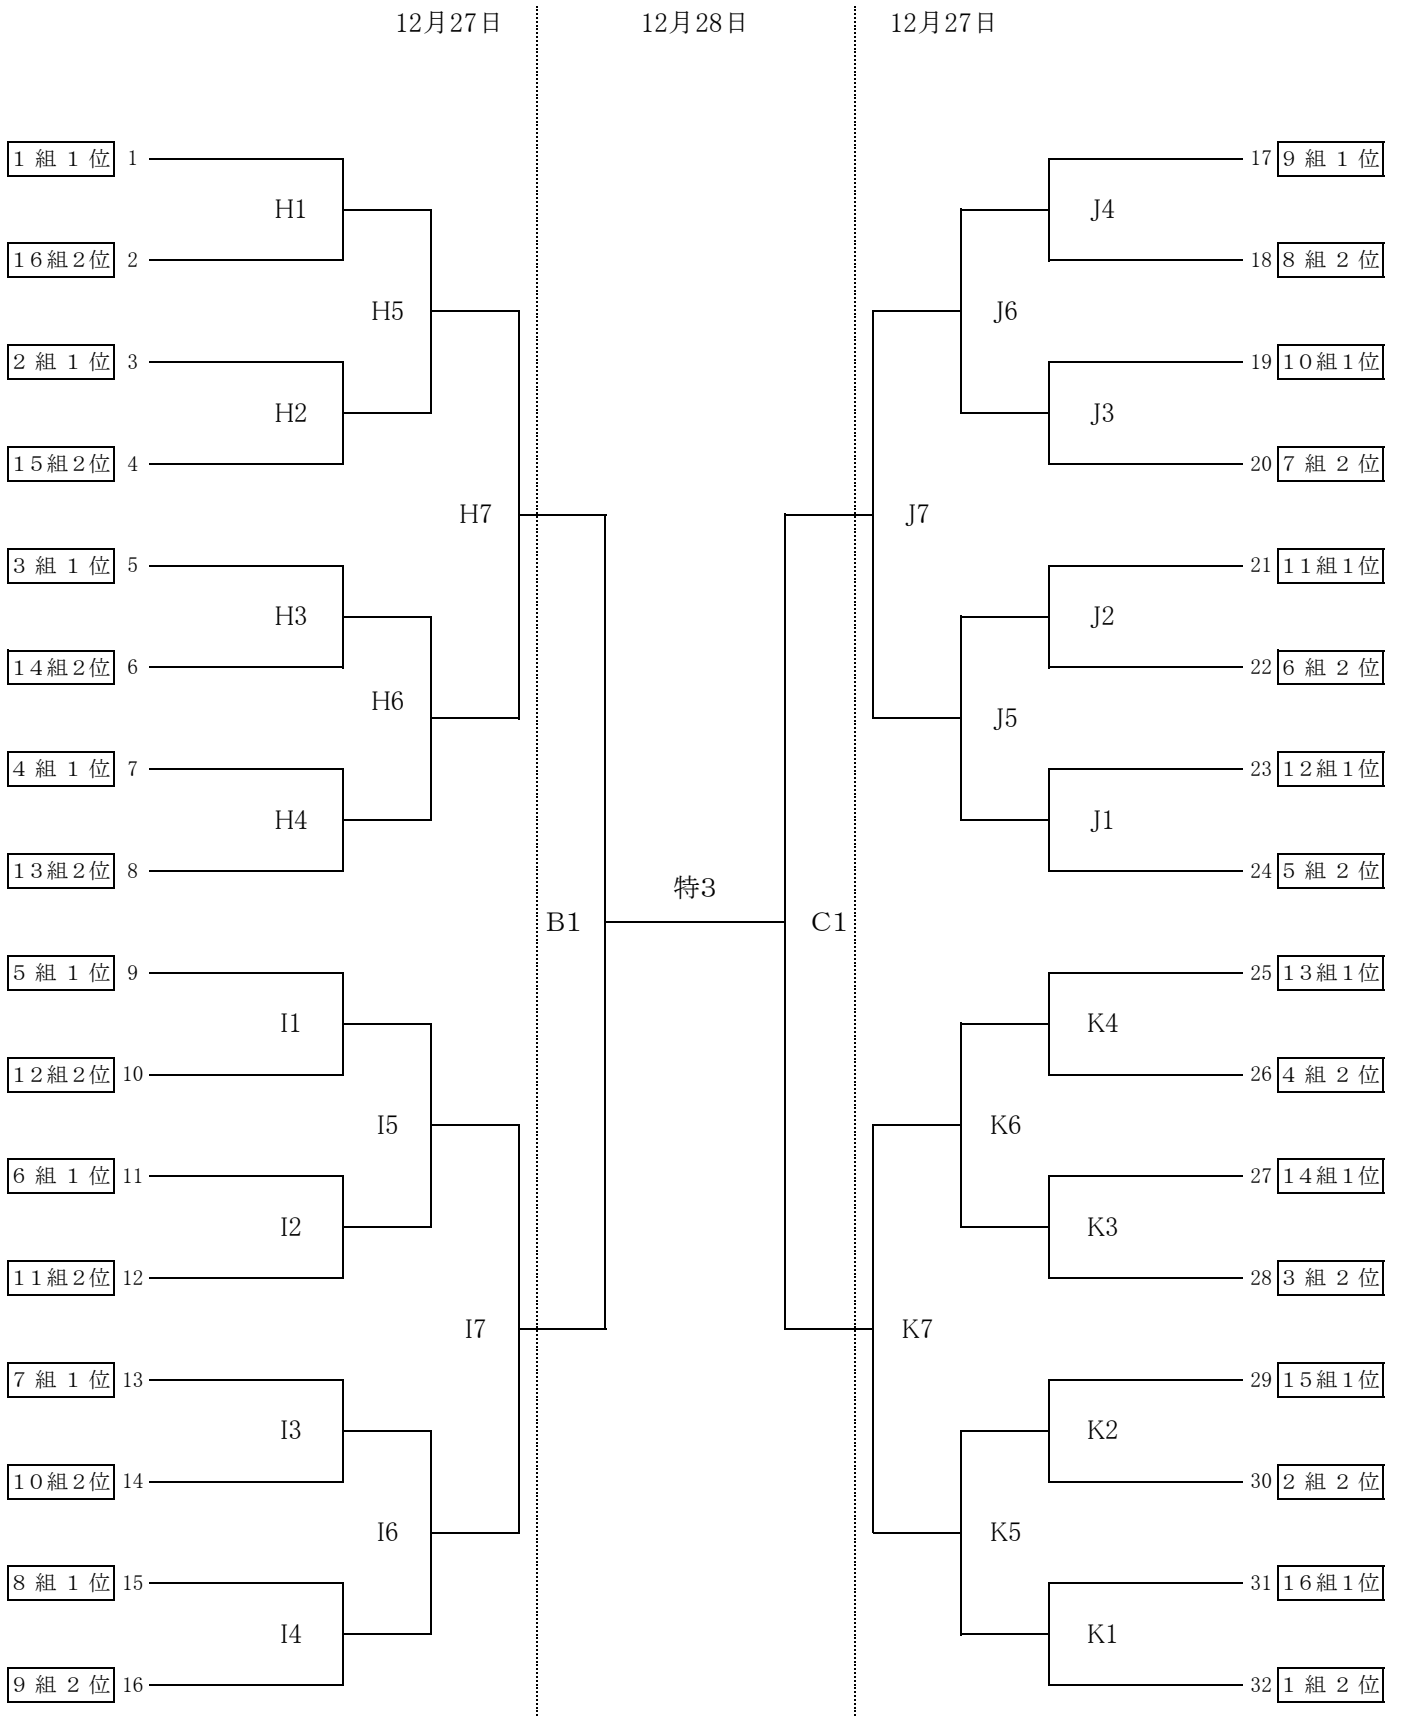 12月27日 12月28日 12月27日
1組1位 1 17 9組1位
H1 J4
16組2位 2 18 8組2位
H5 J6
2組1位 3 19 10組1位
H2 J3
15組2位 4 20 7組2位
H7 J7
3組1位 5 21 11組1位
H3 J2
14組2位 6 22 6組2位
H6 J5
4組1位 7 23 12組1位
H4 J1
13組2位 8 24 5組2位
特3
B1 C1
5組1位 9 25 13組1位
I1 K4
12組2位 10 26 4組2位
I5 K6
6組1位 11 27 14組1位
I2 K3
11組2位 12 28 3組2位
I7 K7
7組1位 13 29 15組1位
I3 K2
10組2位 14 30 2組2位
I6 K5
8組1位 15 31 16組1位
I4 K1
9組2位 16 32 1組2位